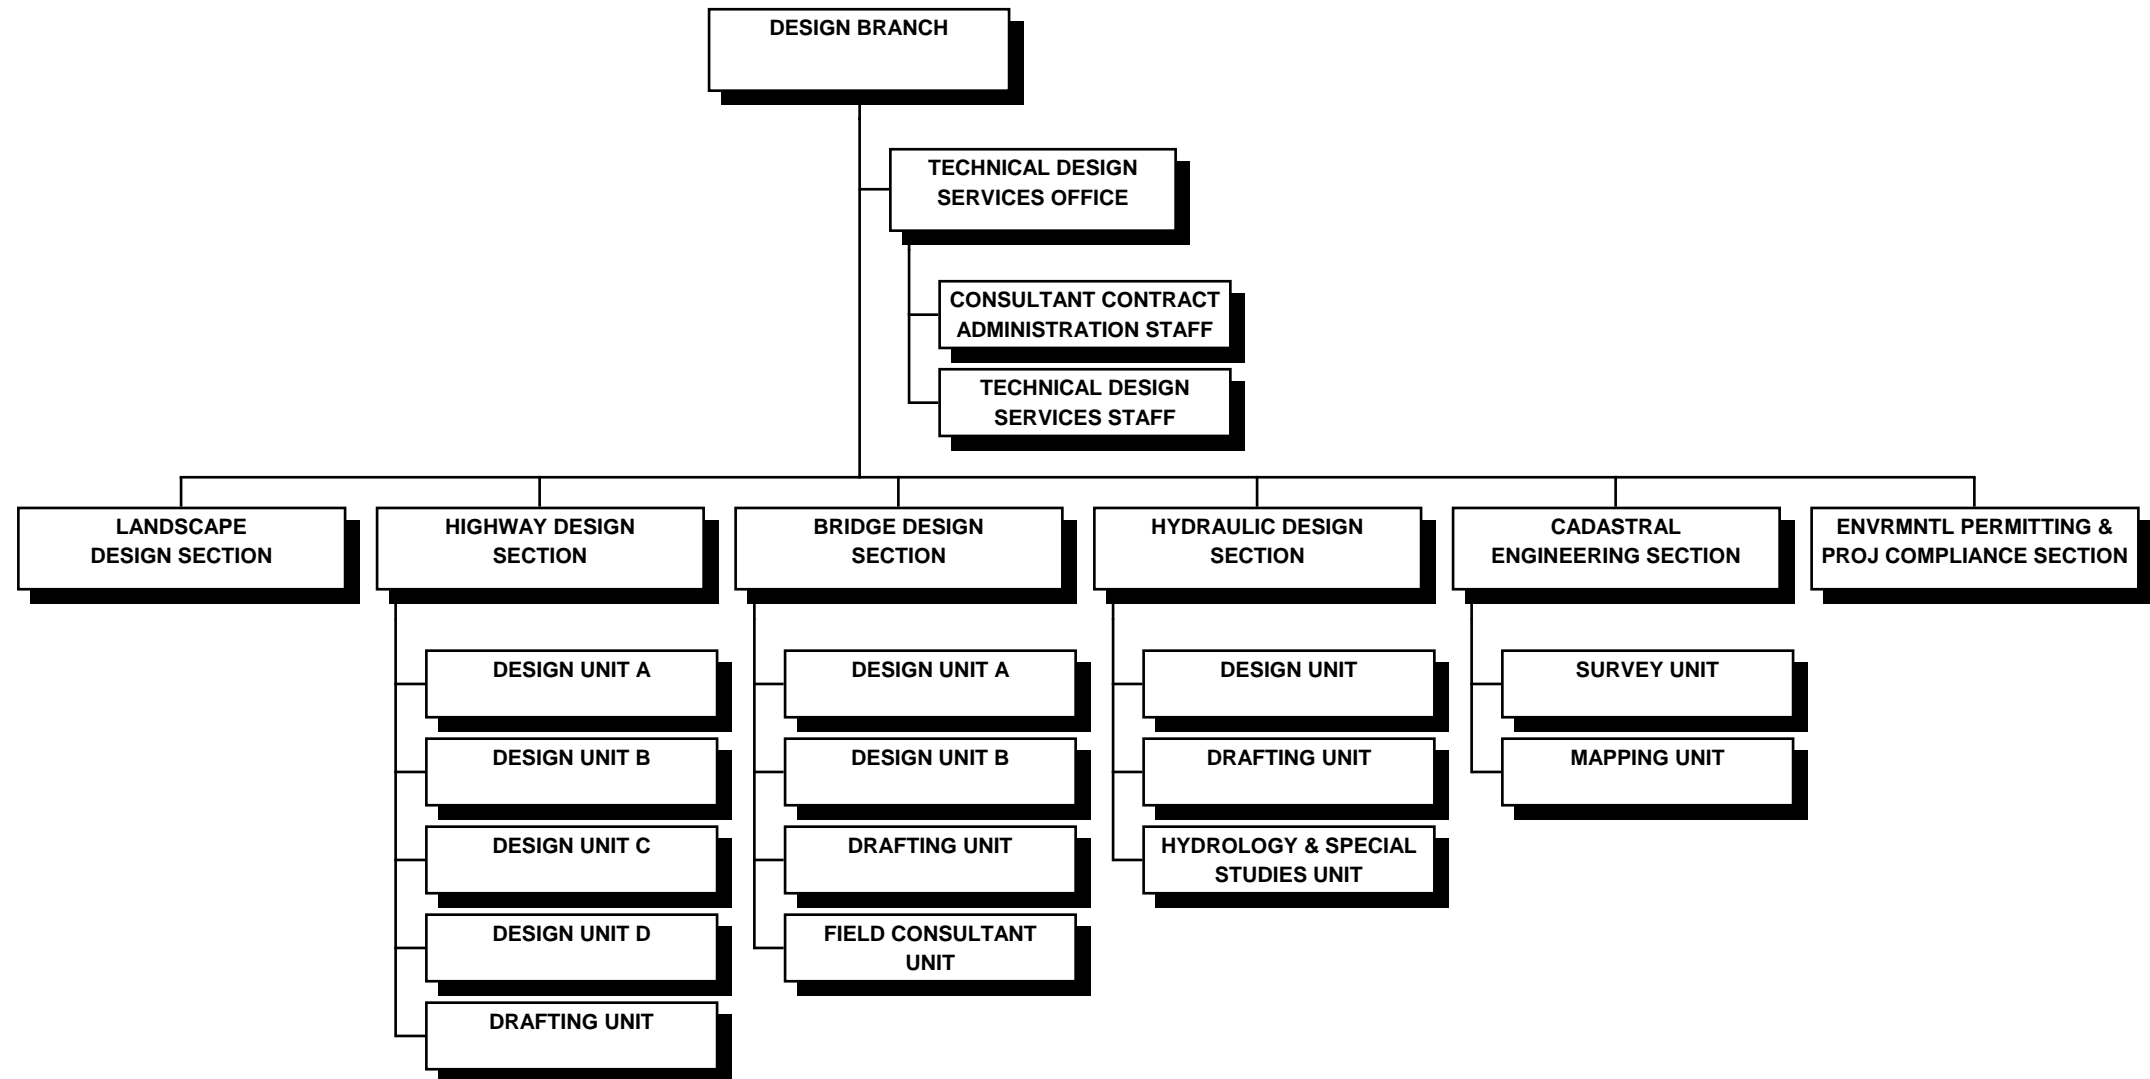 DESIGN BRANCH
TECHNICAL DESIGN
SERVICES OFFICE
CONSULTANT CONTRACT
ADMINISTRATION STAFF
TECHNICAL DESIGN
SERVICES STAFF
LANDSCAPE
DESIGN SECTION
HIGHWAY DESIGN
SECTION
DESIGN UNIT A
DESIGN UNIT B
DESIGN UNIT C
DESIGN UNIT D
DRAFTING UNIT
BRIDGE DESIGN
SECTION
DESIGN UNIT A
DESIGN UNIT B
DRAFTING UNIT
FIELD CONSULTANT
UNIT
HYDRAULIC DESIGN
SECTION
DESIGN UNIT
DRAFTING UNIT
HYDROLOGY & SPECIAL
STUDIES UNIT
CADASTRAL
ENGINEERING SECTION
SURVEY UNIT
MAPPING UNIT
ENVRMNTL PERMITTING &
PROJ COMPLIANCE SECTION